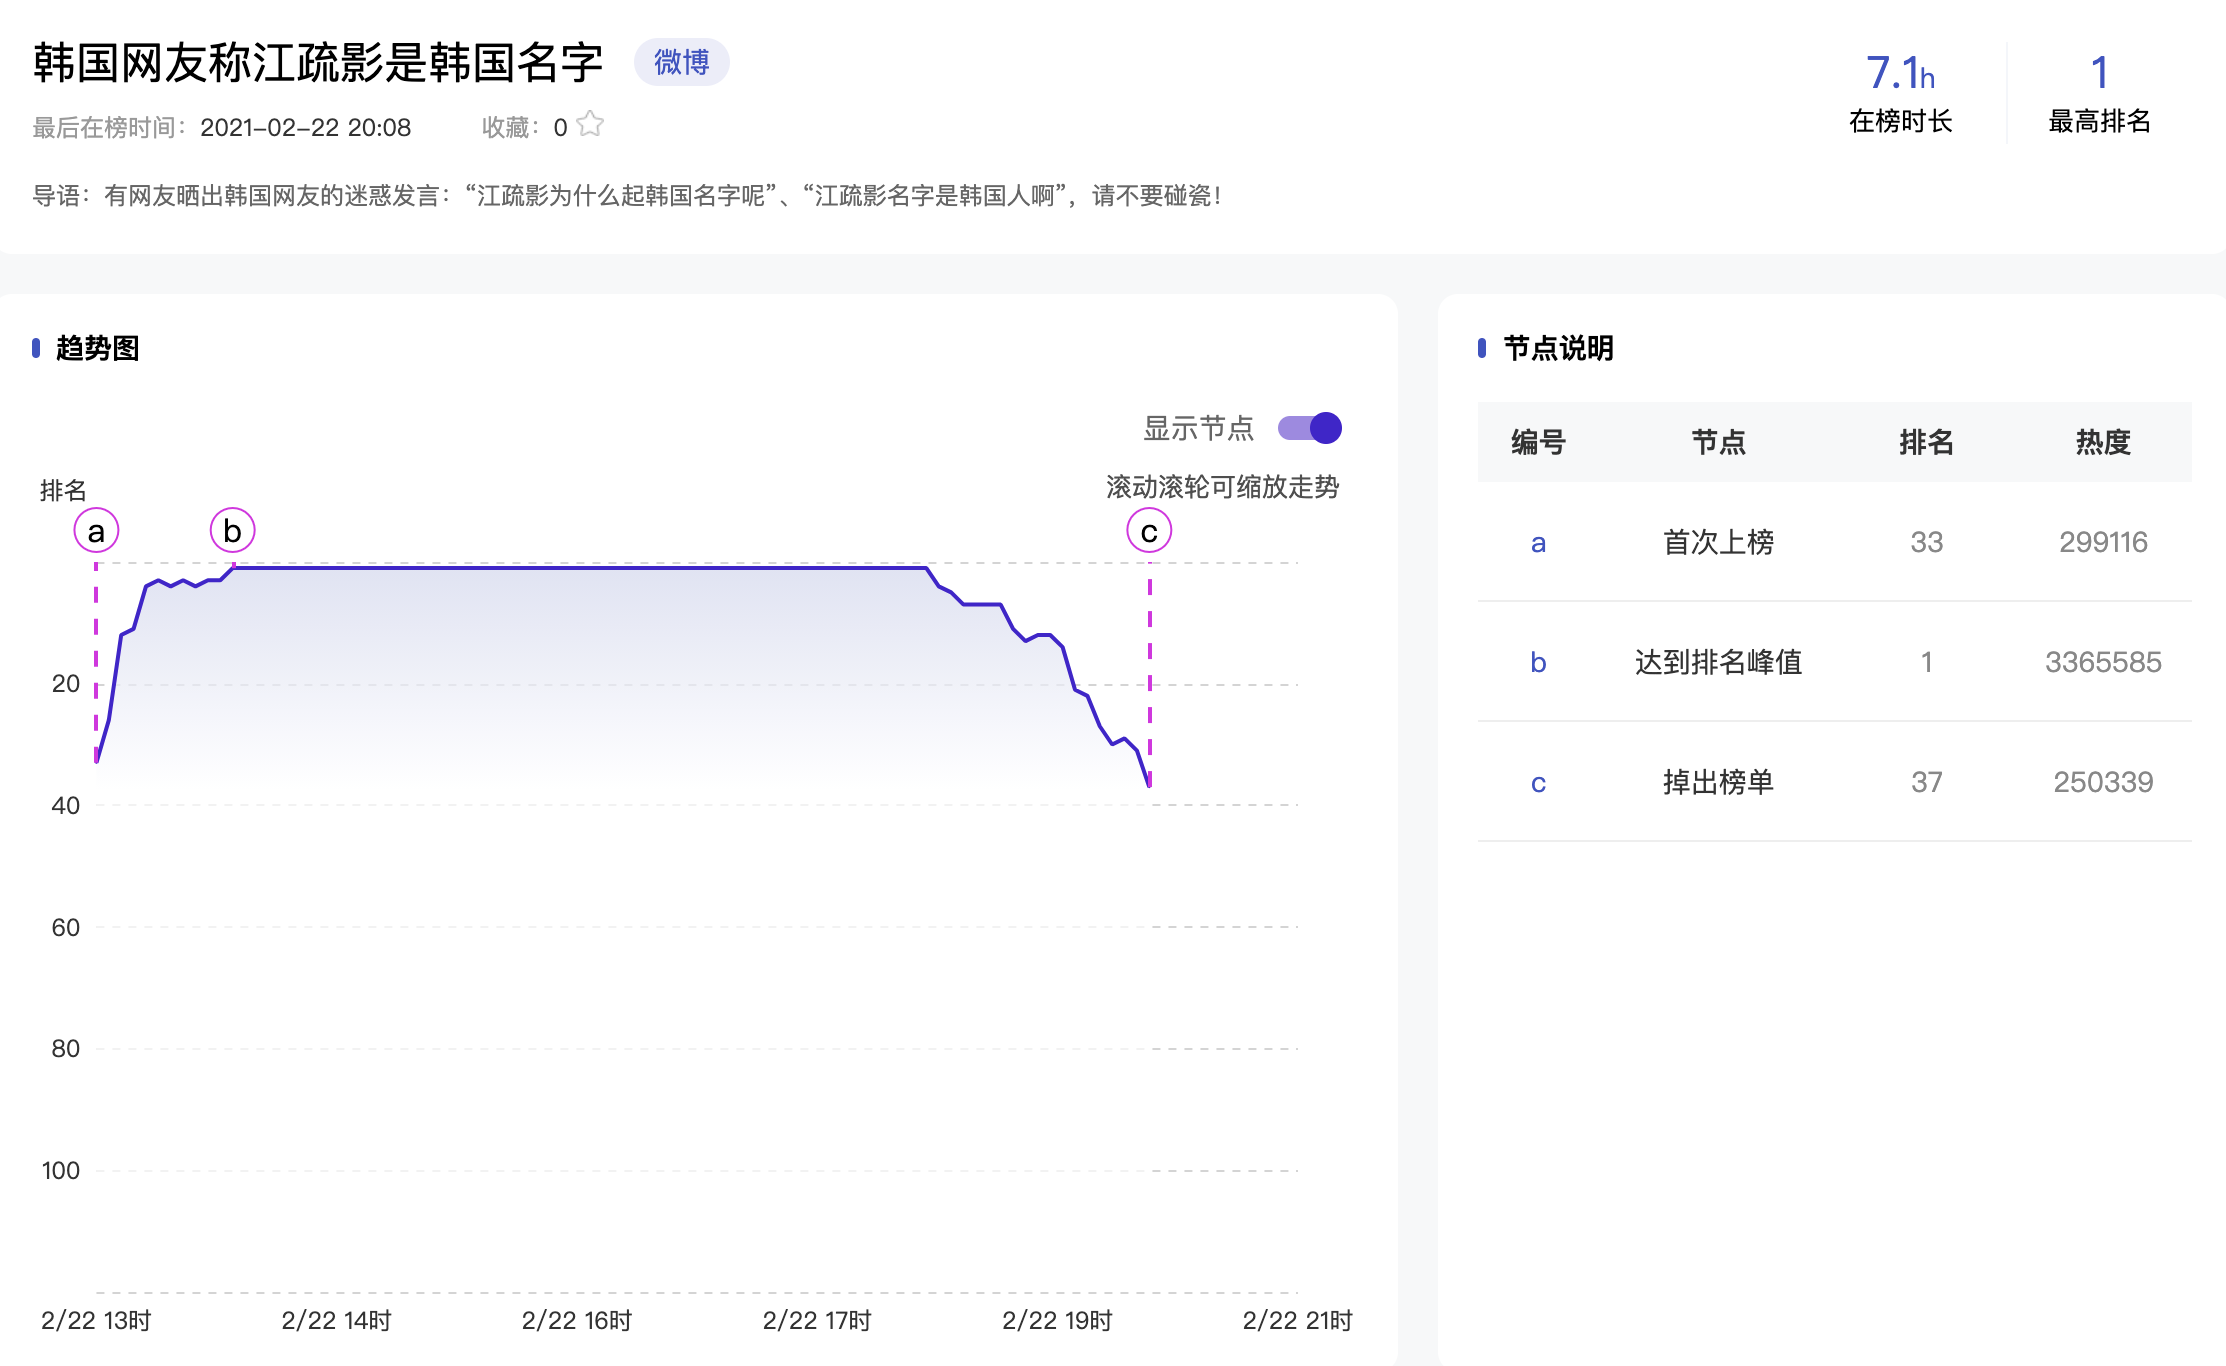 韩国网友称江疏影是韩国名字 微博
7.1h 1
在榜时长 最高排名
最后在榜时间： 2021-02-22 20:08 收藏： 0
导语：有网友晒出韩国网友的迷惑发言：“江疏影为什么起韩国名字呢”、“江疏影名字是韩国人啊”，请不要碰瓷！
趋势图
显示节点
滚动滚轮可缩放走势
排名
a b c
20
40
60
80
100
2/22 13时 2/22 14时 2/22 16时 2/22 17时 2/22 19时 2/22 21时
节点说明
编号 节点 排名 热度
a 首次上榜 33 299116
b 达到排名峰值 1 3365585
c 掉出榜单 37 250339